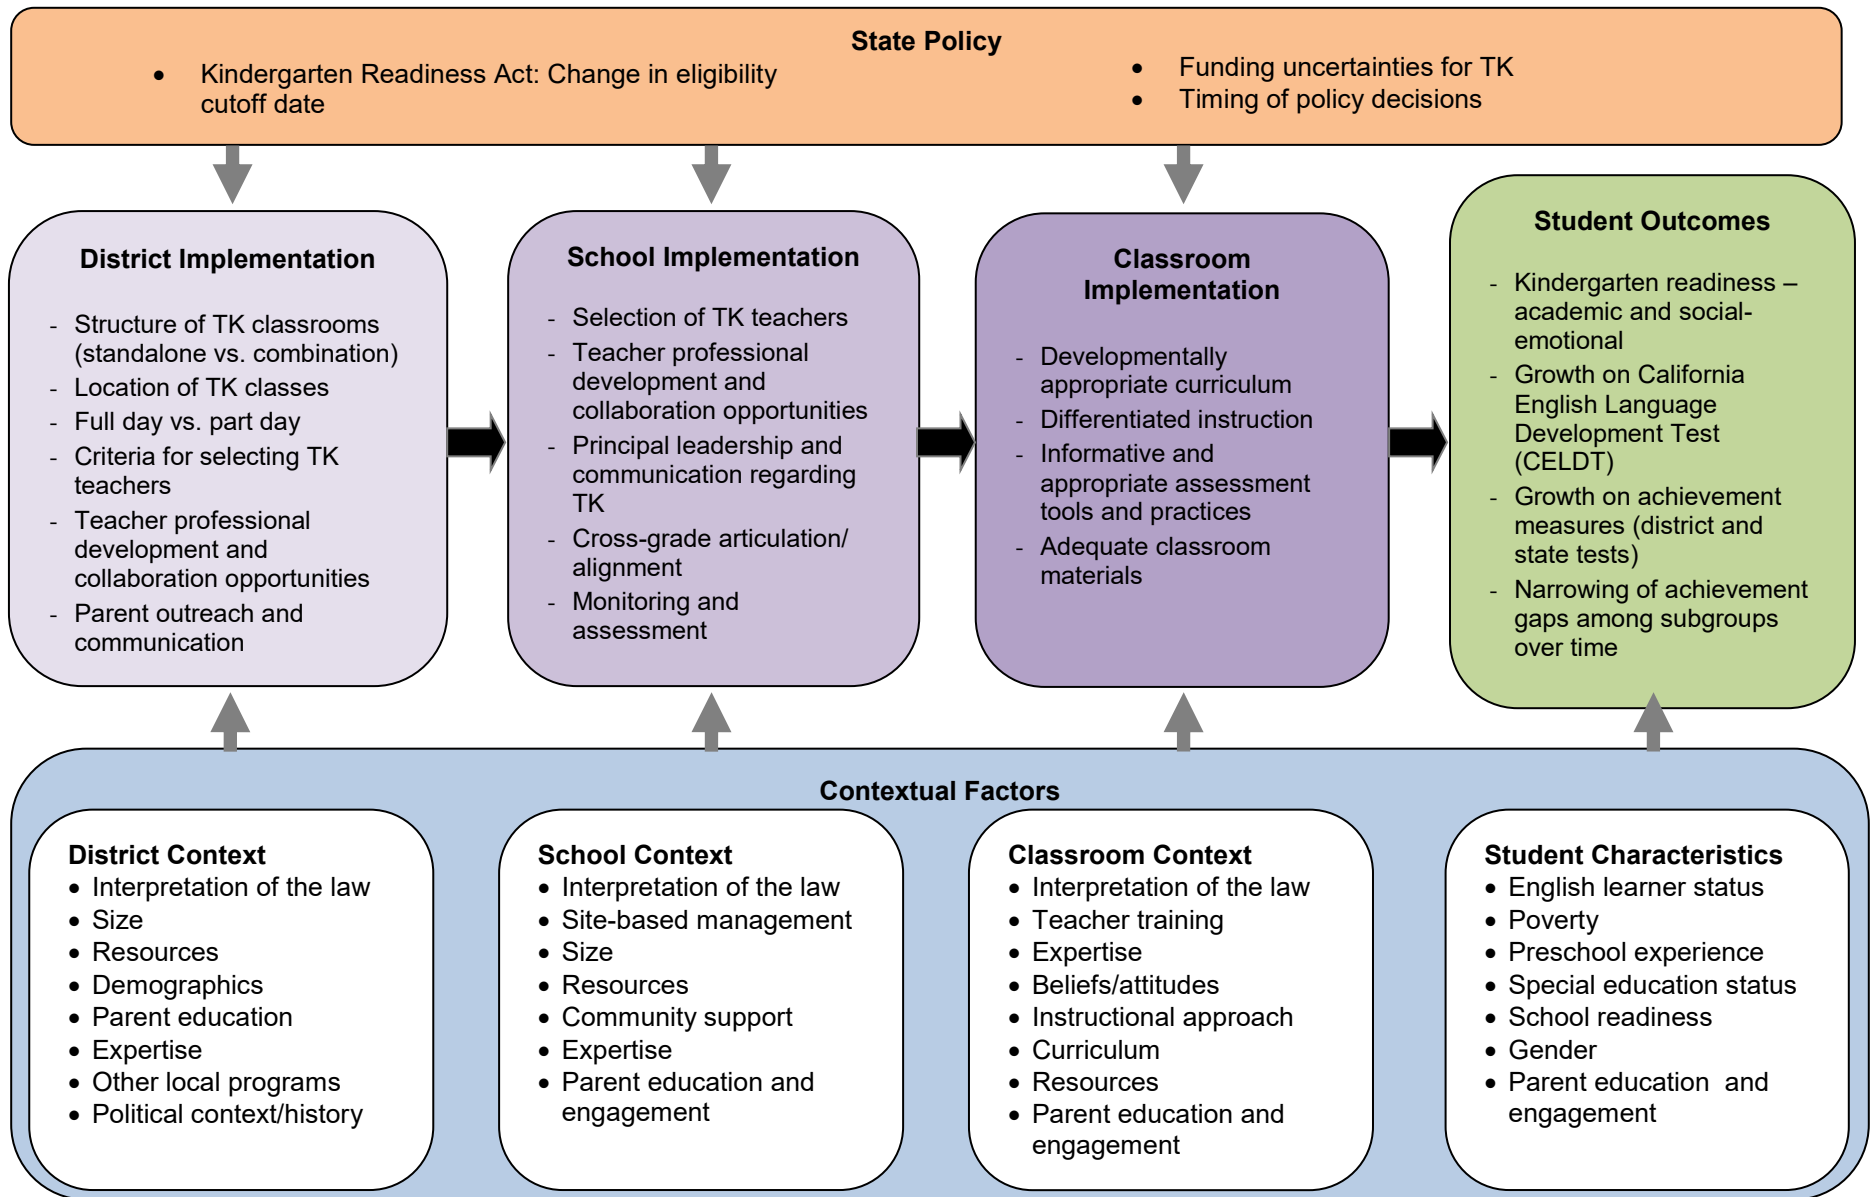 State Policy
• Kindergarten Readiness Act: Change in eligibility
cutoff date
• Funding uncertainties for TK
• Timing of policy decisions
District Implementation
- Structure of TK classrooms
(standalone vs. combination)
- Location of TK classes
- Full day vs. part day
- Criteria for selecting TK
teachers
- Teacher professional
development and
collaboration opportunities
- Parent outreach and
communication
School Implementation
- Selection of TK teachers
- Teacher professional
development and
collaboration opportunities
- Principal leadership and
communication regarding
TK
- Cross-grade articulation/
alignment
- Monitoring and
assessment
Classroom
Implementation
- Developmentally
appropriate curriculum
- Differentiated instruction
- Informative and
appropriate assessment
tools and practices
- Adequate classroom
materials
Student Outcomes
- Kindergarten readiness –
academic and social-
emotional
- Growth on California
English Language
Development Test
(CELDT)
- Growth on achievement
measures (district and
state tests)
- Narrowing of achievement
gaps among subgroups
over time
Contextual Factors
District Context
• Interpretation of the law
• Size
• Resources
• Demographics
• Parent education
• Expertise
• Other local programs
• Political context/history
School Context
• Interpretation of the law
• Site-based management
• Size
• Resources
• Community support
• Expertise
• Parent education and
engagement
Classroom Context
• Interpretation of the law
• Teacher training
• Expertise
• Beliefs/attitudes
• Instructional approach
• Curriculum
• Resources
• Parent education and
engagement
Student Characteristics
• English learner status
• Poverty
• Preschool experience
• Special education status
• School readiness
• Gender
• Parent education  and
engagement